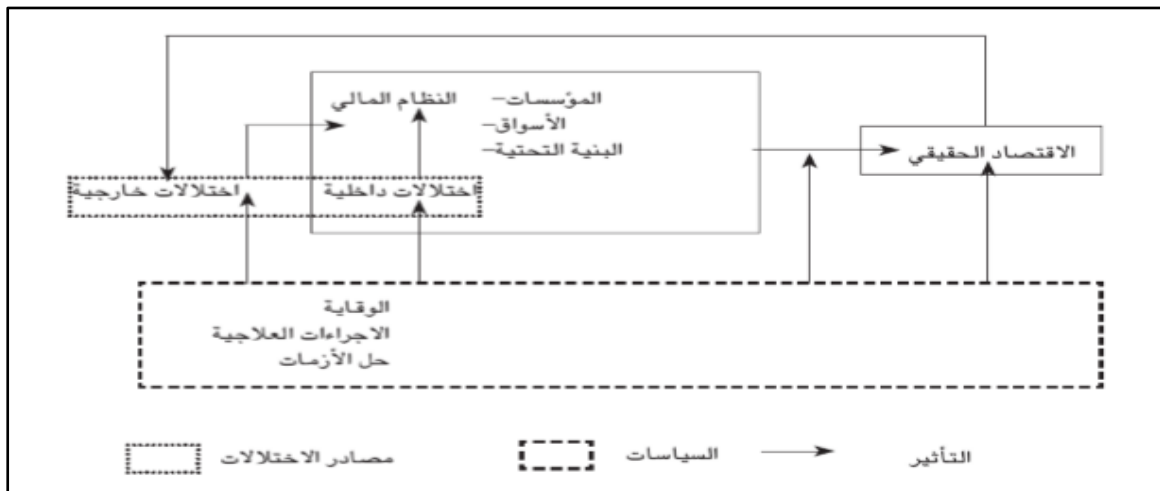 النظام المالي
–المؤسسات
–الأسواق
–البنية التحتية
الاقتصاد الحقيقي
اختلالات داخلية
اختلالات خارجية
الوقاية
الاجراءات العلاجية
حل الأزمات
التأثير
السياسات
مصادر الاختلالات